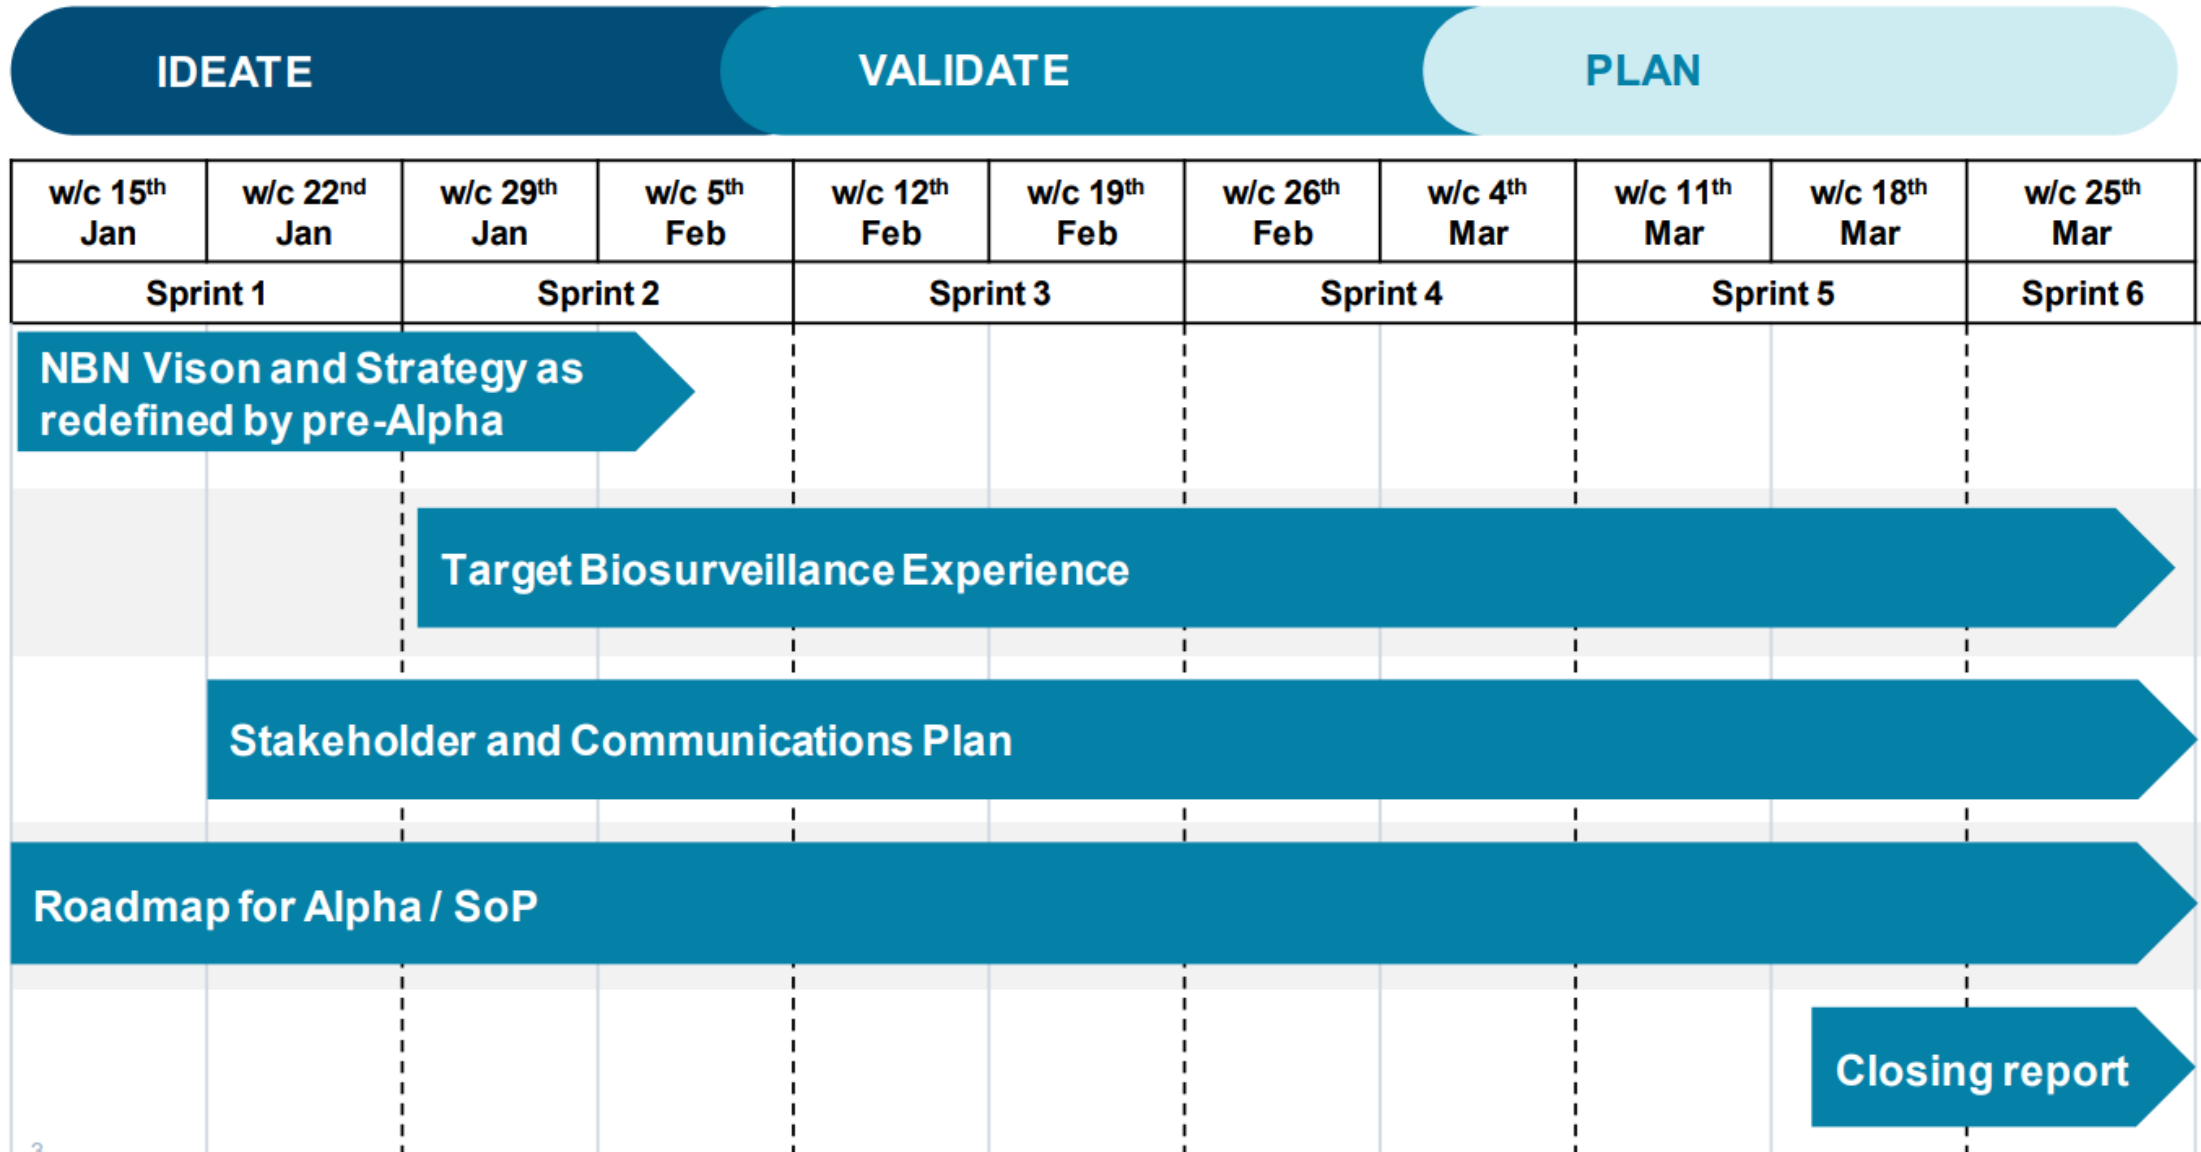 IDEATE
VALIDATE
PLAN
w/c 15th
Jan
w/c 22nd
Jan
w/c 29th
Jan
w/c 5th
Feb
w/c 12th
Feb
w/c 19th
Feb
w/c 26th
Feb
w/c 4th
Mar
w/c 11th
Mar
w/c 18th
Mar
w/c 25th
Mar
Sprint 1
Sprint 2
Sprint 3
Sprint 4
Sprint 5
Sprint 6
NBN Vison and Strategy as
redefined by pre-Alpha
Target Biosurveillance Experience
Stakeholder and Communications Plan
Roadmap for Alpha / SoP
Closing report
3